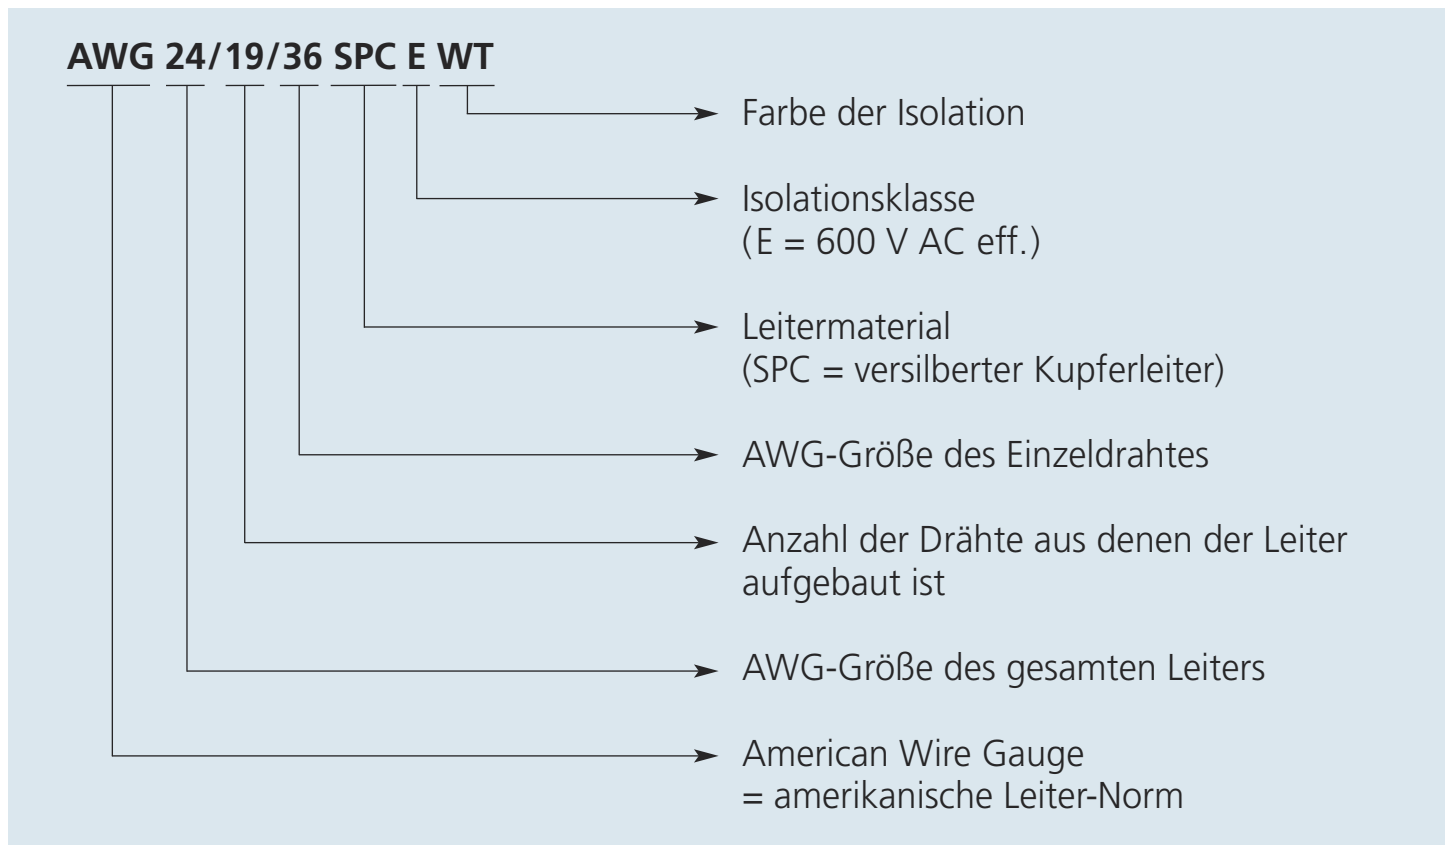 AWG 24/19/36 SPC E WT
Farbe der Isolation
Isolationsklasse
(E = 600 V AC eff.)
Leitermaterial
(SPC = versilberter Kupferleiter)
AWG-Größe des Einzeldrahtes
Anzahl der Drähte aus denen der Leiter
aufgebaut ist
AWG-Größe des gesamten Leiters
American Wire Gauge
= amerikanische Leiter-Norm